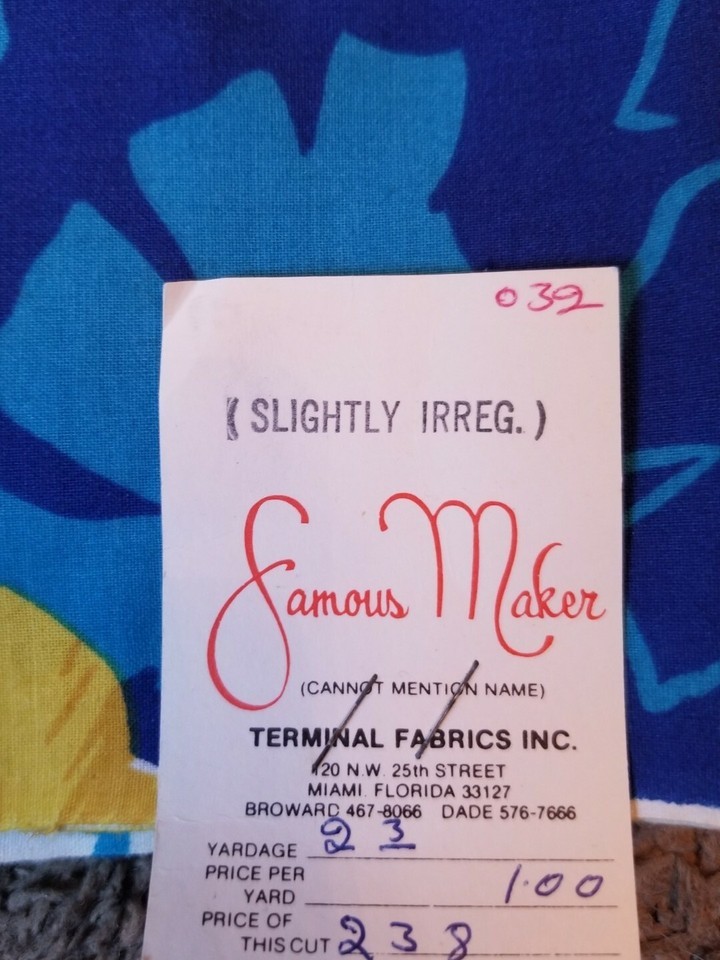 032
(SLIGHTLY IRREG.)
Famous Maker
(CANNOT MENTION NAME)
TERMINAL FABRICS INC.
120 N.W. 25th STREET
MIAMI, FLORIDA 33127
BROWARD 467-8066 DADE 576-7666
YARDAGE 2 3
PRICE PER
YARD 1.00
PRICE OF
THIS CUT 2 3 8